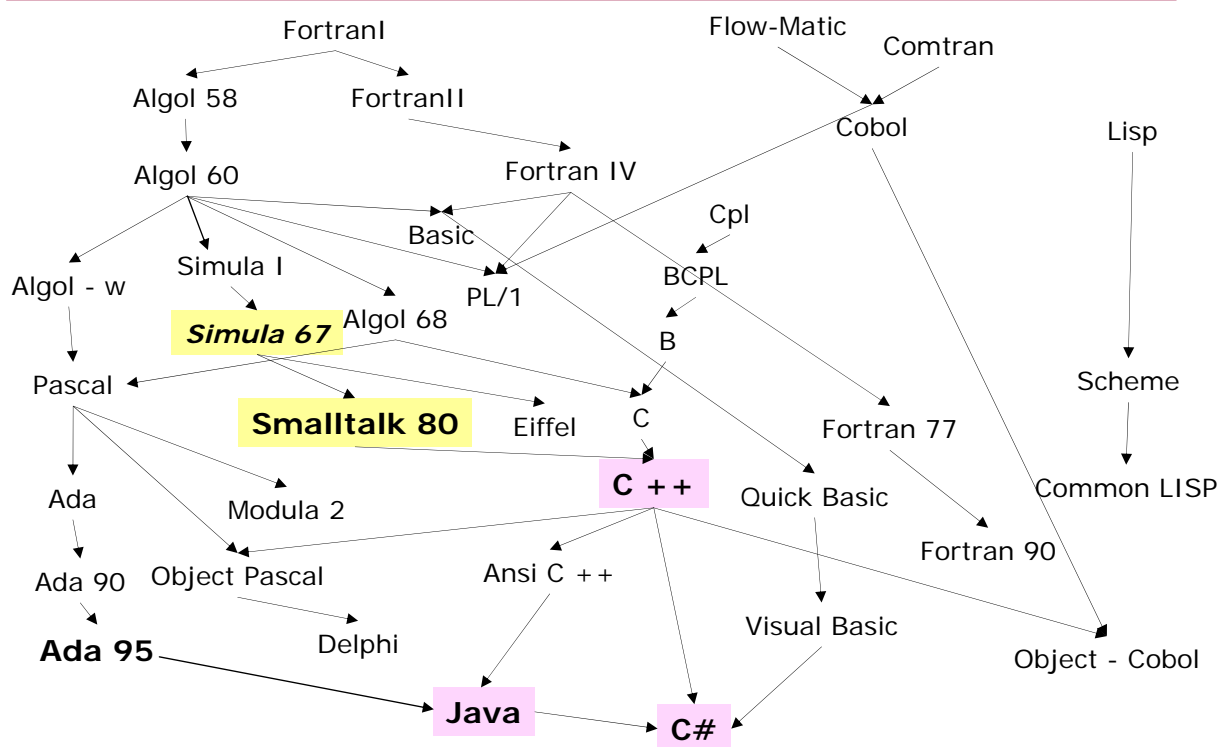 FortranI
Flow-Matic
Comtran
Algol 58
FortranII
Cobol
Lisp
Algol 60
Fortran IV
Cpl
Basic
Simula I
BCPL
Algol - w
PL/1
Simula 67
Algol 68
B
Pascal
Scheme
Smalltalk 80
Eiffel
C
Fortran 77
C ++
Ada
Modula 2
Quick Basic
Common LISP
Fortran 90
Ada 90
Object Pascal
Ansi C ++
Visual Basic
Delphi
Ada 95
Object - Cobol
Java
C#